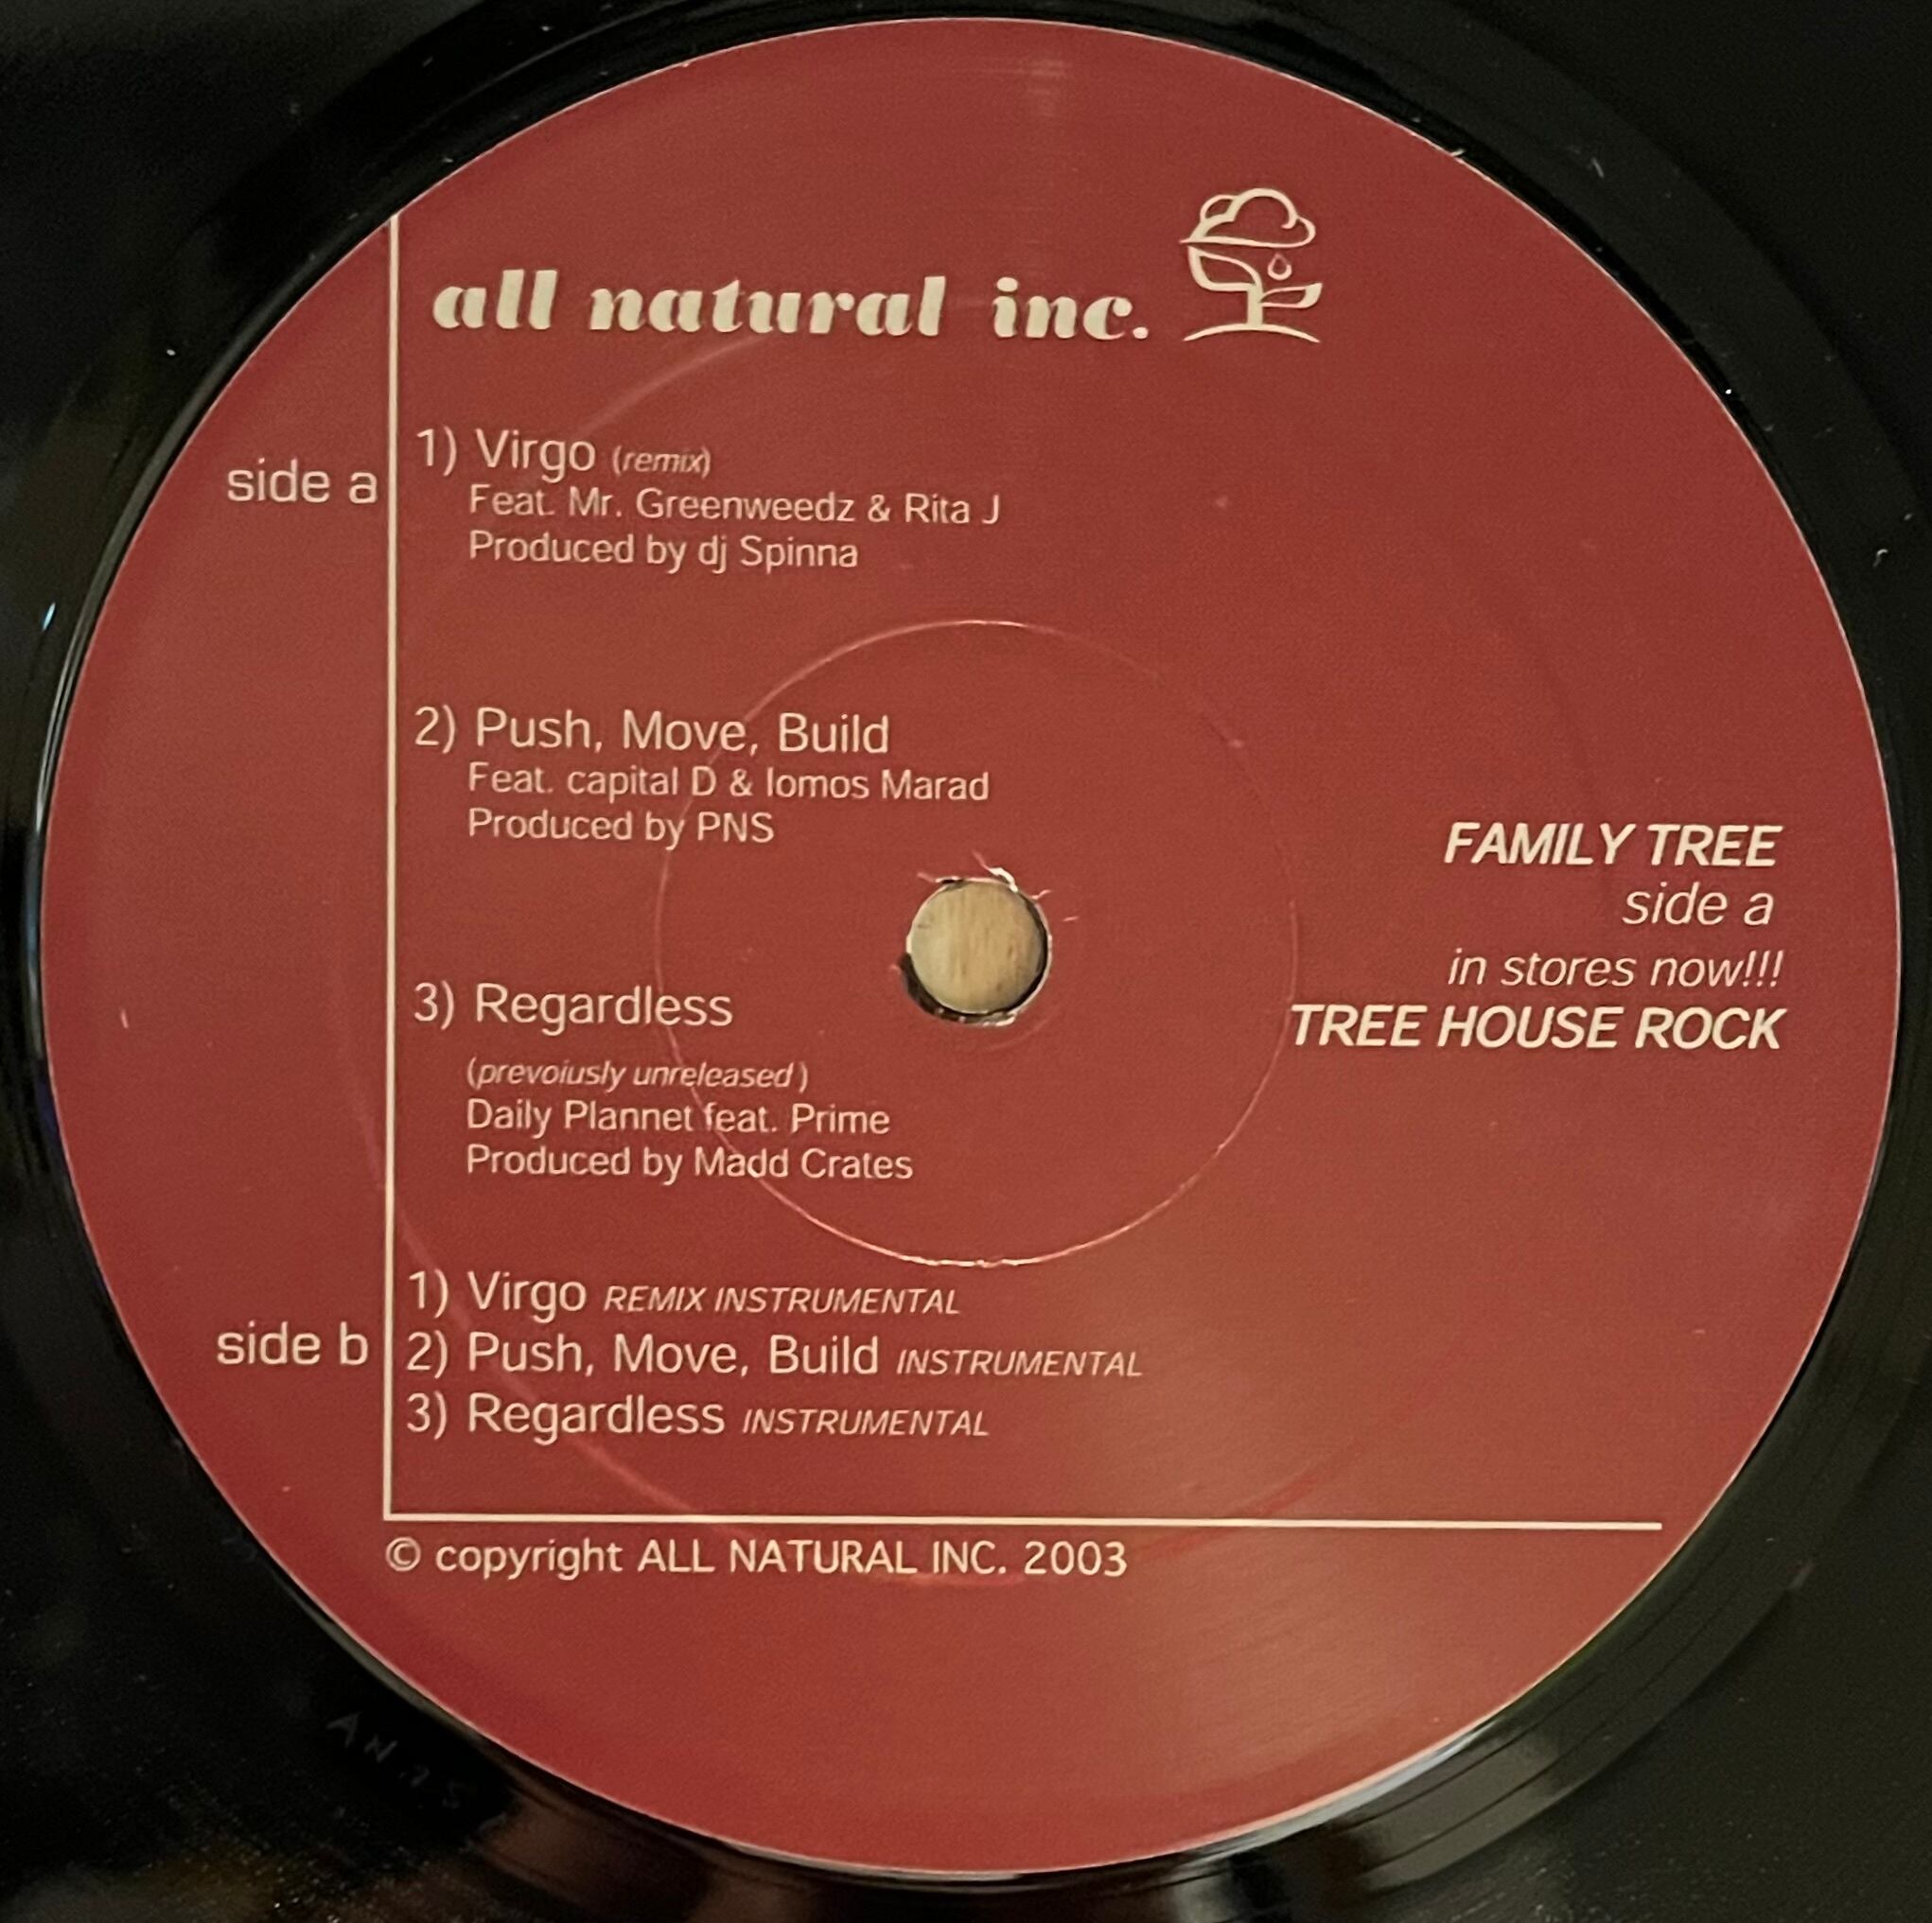 all natural inc.
side a
1) Virgo (remix)
Feat. Mr. Greenweedz & Rita J
Produced by dj Spinna
2) Push, Move, Build
Feat. capital D & Iomos Marad
Produced by PNS
3) Regardless
(prevoiusly unreleased)
Daily Plannet feat. Prime
Produced by Madd Crates
FAMILY TREE
side a
in stores now!!!
TREE HOUSE ROCK
side b
1) Virgo REMIX INSTRUMENTAL
2) Push, Move, Build INSTRUMENTAL
3) Regardless INSTRUMENTAL
© copyright ALL NATURAL INC. 2003